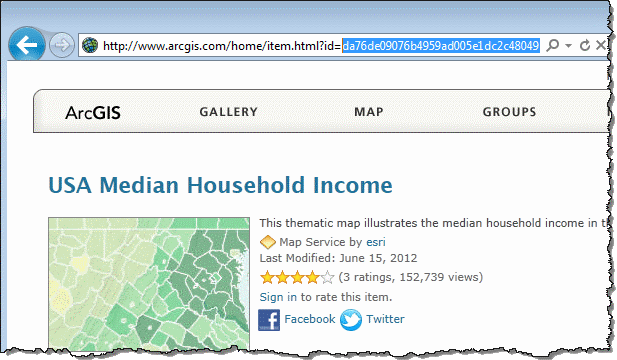 http://www.arcgis.com/home/item.html?id=da76de09076b4959ad005e1dc2c48049
ArcGIS GALLERY MAP GROUPS
USA Median Household Income
This thematic map illustrates the median household income in
Map Service by esri
Last Modified: June 15, 2012
(3 ratings, 152,739 views)
Sign in to rate this item.
Facebook Twitter